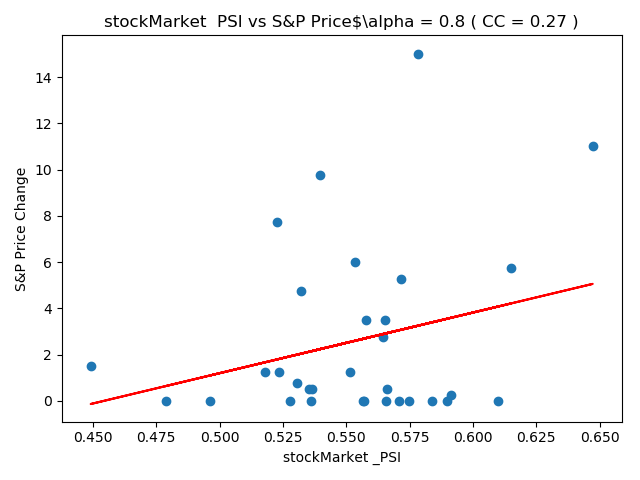 stockMarket  PSI vs S&P Price$\alpha = 0.8 ( CC = 0.27 )
S&P Price Change
14
12
10
8
6
4
2
0
0.450 0.475 0.500 0.525 0.550 0.575 0.600 0.625 0.650
stockMarket _PSI